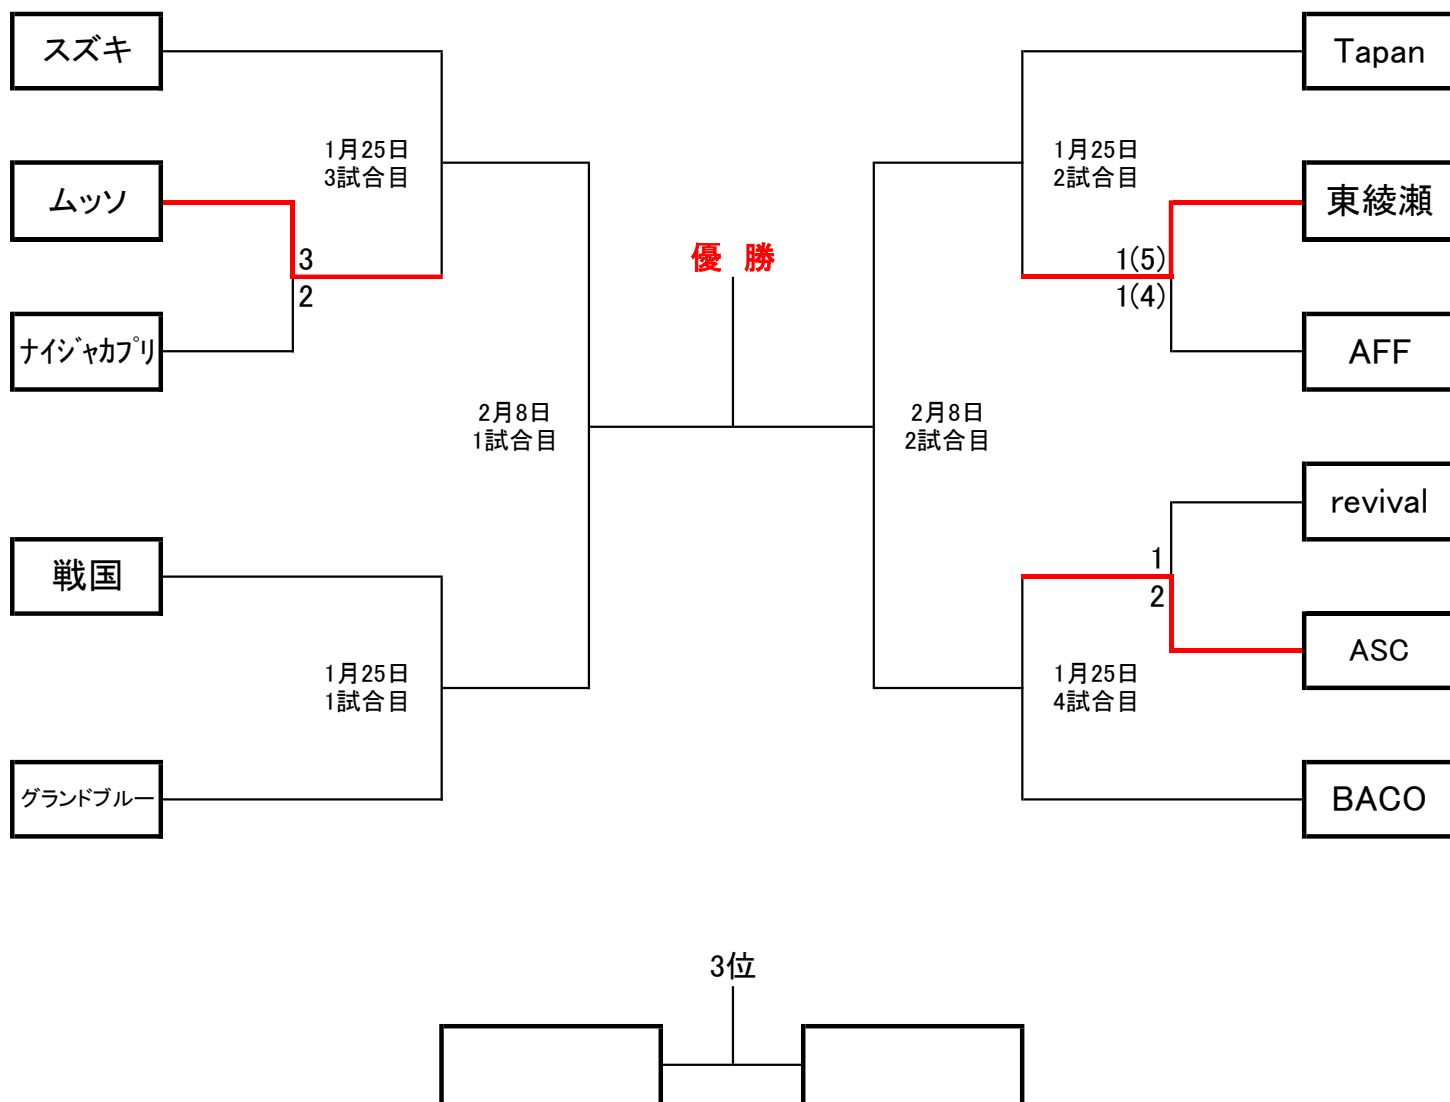 スズキ
Tapan
1月25日
3試合目
1月25日
2試合目
ムッソ
東綾瀬
優 勝
3
2
1(5)
1(4)
ナイジャカプリ
AFF
2月8日
1試合目
2月8日
2試合目
revival
戦国
1
2
ASC
1月25日
1試合目
1月25日
4試合目
グランドブルー
BACO
3位